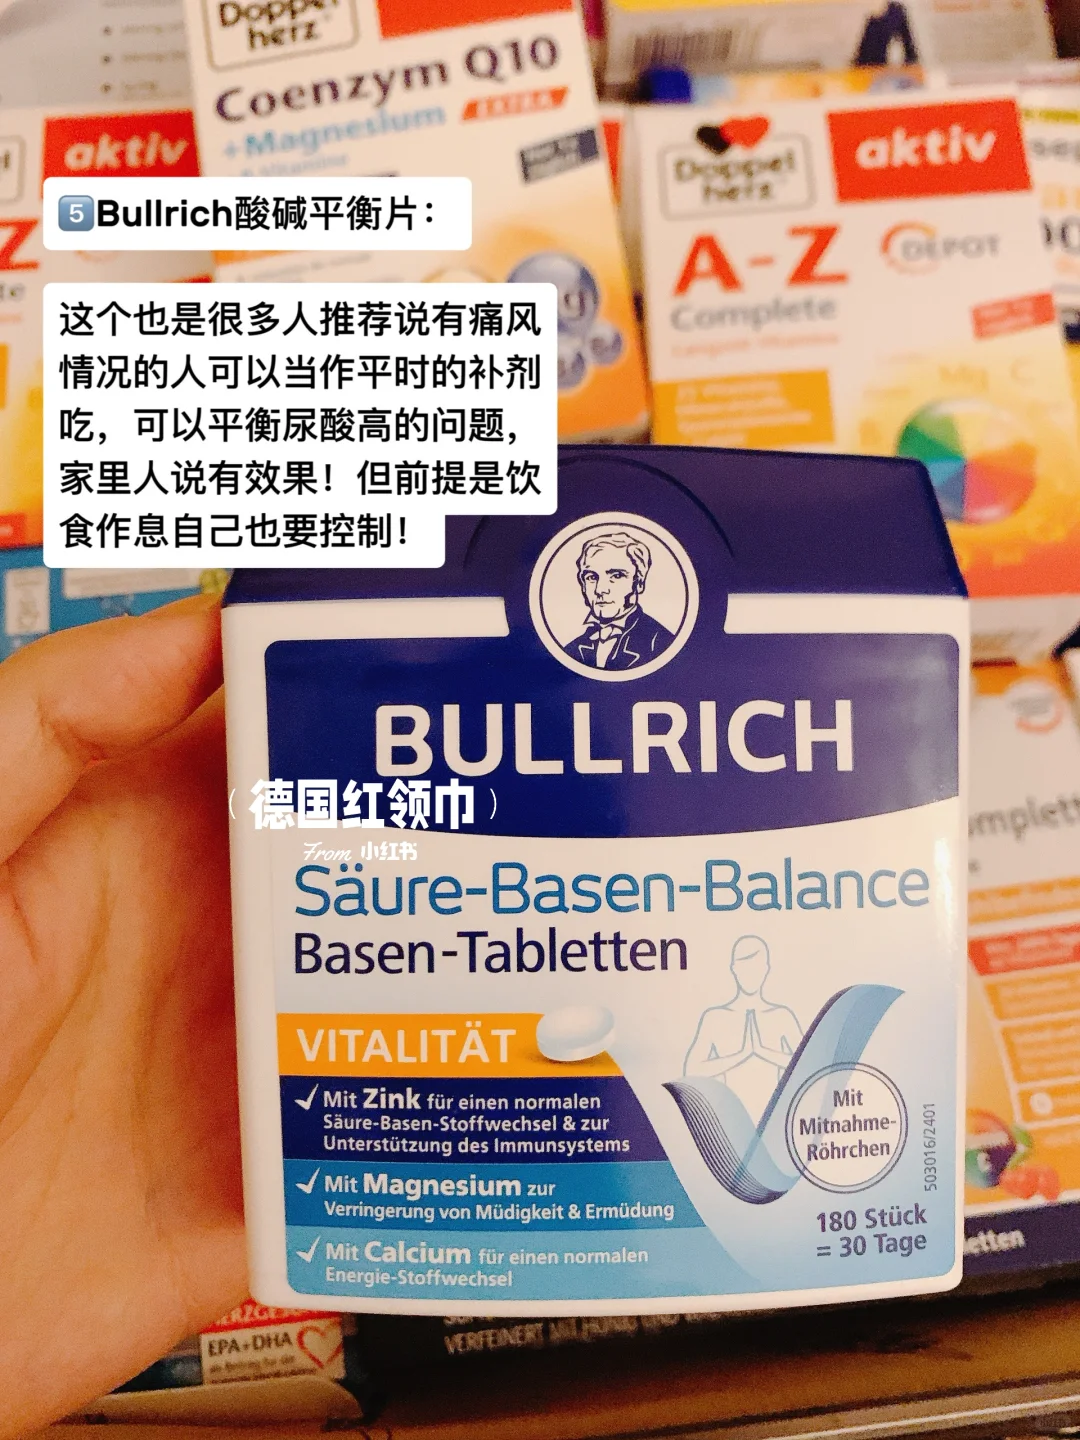 Doppel
herz
Coenzym Q10
+Magnesium
EXTRA
aktiv
Doppel
herz
aktiv
A-Z
DEPOT
Complete
5Bullrich酸碱平衡片：
这个也是很多人推荐说有痛风
情况的人可以当作平时的补剂
吃，可以平衡尿酸高的问题，
家里人说有效果！但前提是饮
食作息自己也要控制！
BULLRICH
（德国红领巾）
From 小红书
Säure-Basen-Balance
Basen-Tabletten
VITALITÄT
Mit Zink für einen normalen
Säure-Basen-Stoffwechsel & zur
Unterstützung des Immunsystems
Mit Magnesium zur
Verringerung von Müdigkeit & Ermüdung
Mit Calcium für einen normalen
Energie-Stoffwechsel
Mit
Mitnahme-
Röhrchen
503016/2401
180 Stück
= 30 Tage
EPA+DHA